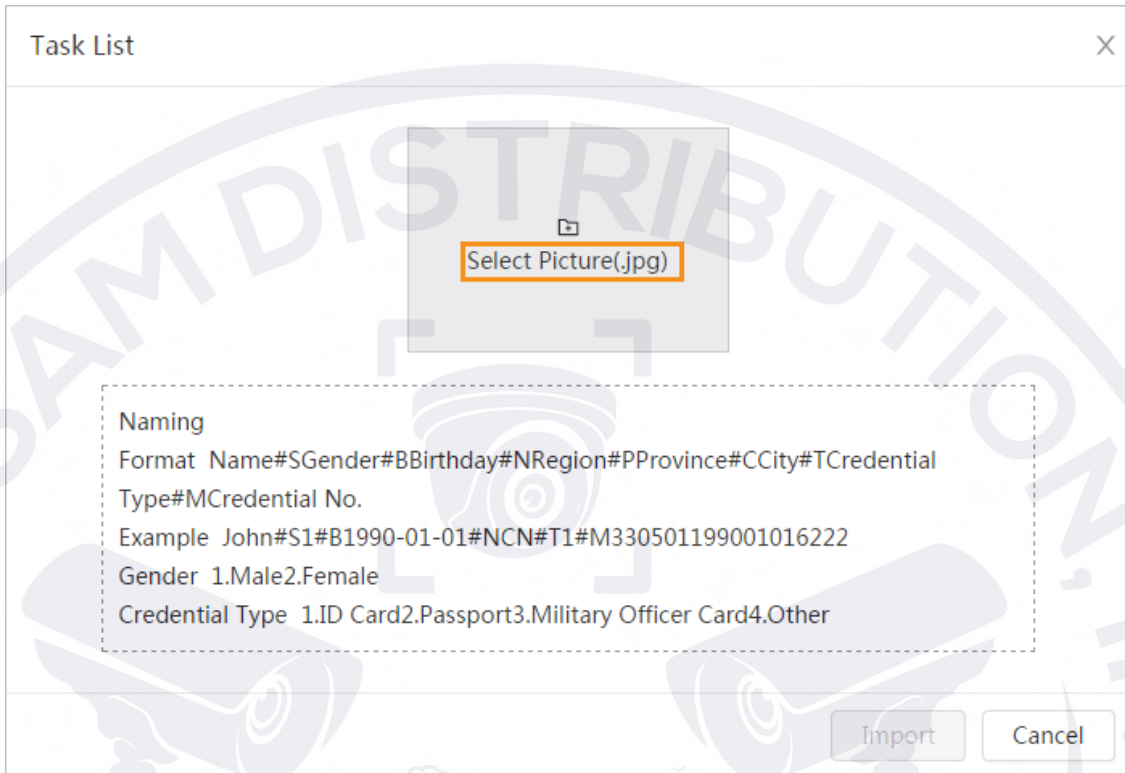 Task List
SAM DISTRIBUTION,
Select Picture(.jpg)
Naming
Format Name#SGender#BBirthday#NRegion#PProvince#CCity#TCredential
Type#MCredential No.
Example John#S1#B1990-01-01#NCN#T1#M330501199001016222
Gender 1.Male2.Female
Credential Type 1.ID Card2.Passport3.Military Officer Card4.Other
Import Cancel